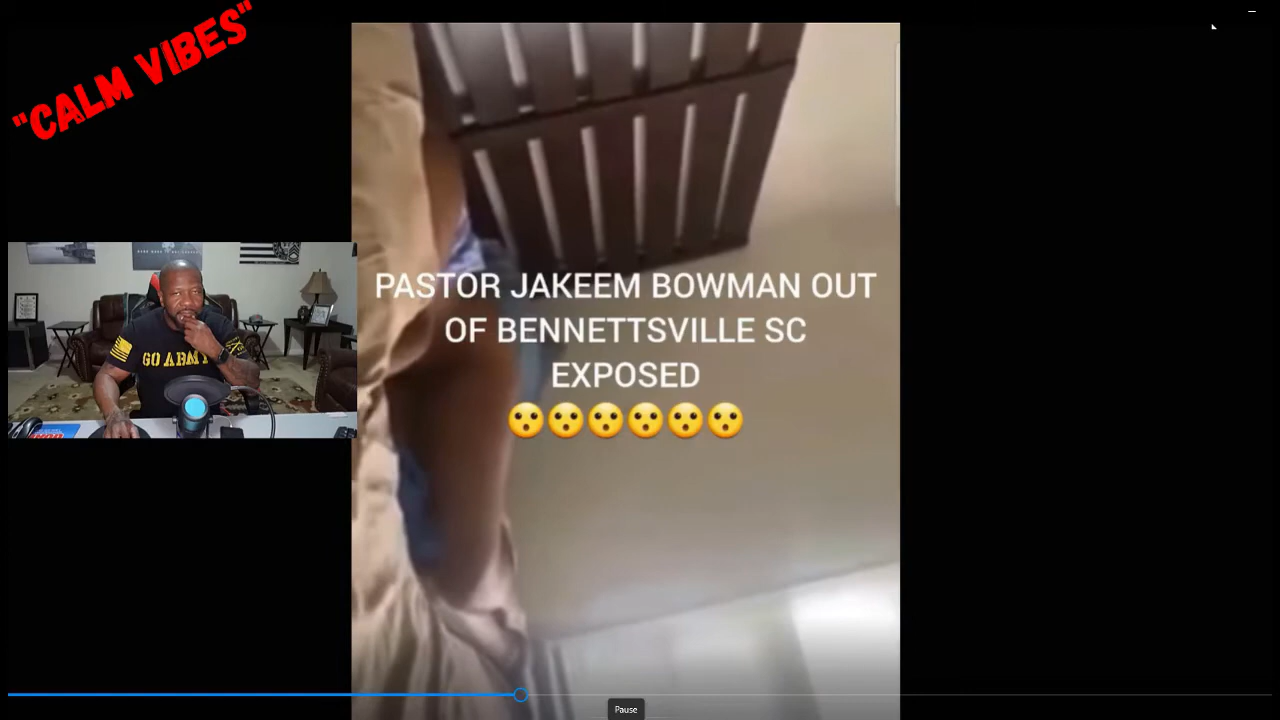 "CALM VIBES"
PASTOR JAKEEM BOWMAN OUT
OF BENNETTSVILLE SC
EXPOSED
😮😮😮😮😮😮
GO ARMY
Pause